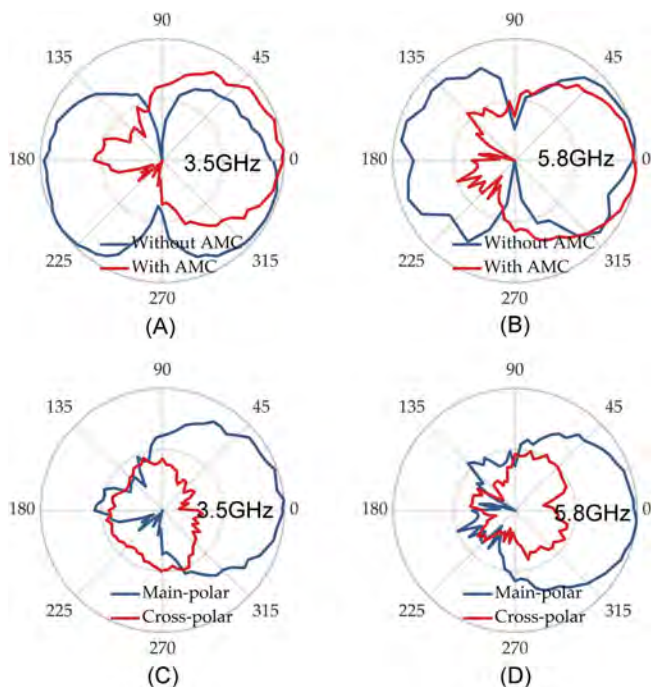 90 90
135 45 135 45
180 3.5GHz 0 180 5.8GHz 0
Without AMC Without AMC
225 With AMC 315 225 With AMC 315
270 270
(A) (B)
90 90
135 45 135 45
180 3.5GHz 0 180 5.8GHz 0
Main-polar Main-polar
225 Cross-polar 315 225 Cross-polar 315
270 270
(C) (D)